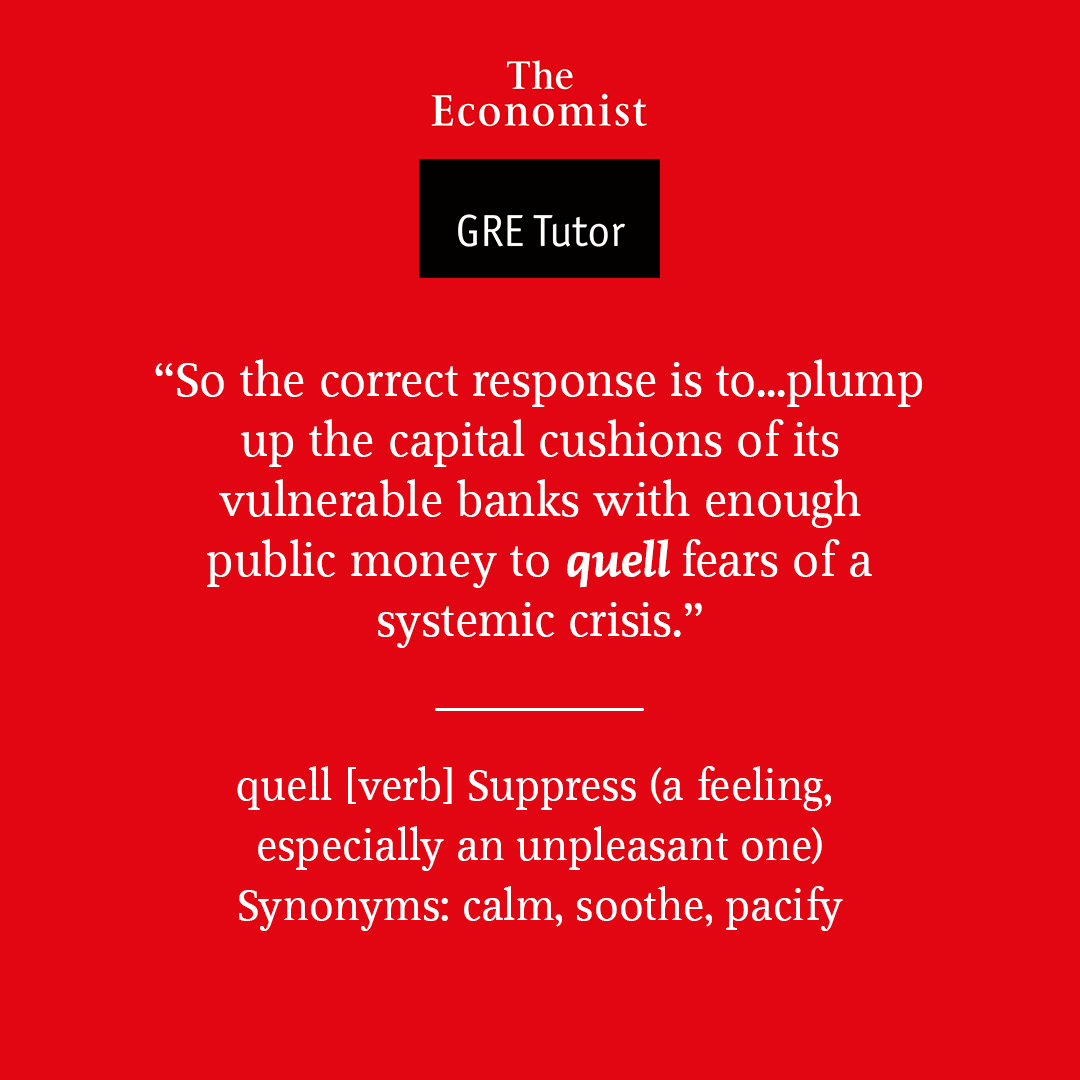 The
Economist
GRE Tutor
“So the correct response is to...plump
up the capital cushions of its
vulnerable banks with enough
public money to quell fears of a
systemic crisis.”
quell [verb] Suppress (a feeling,
especially an unpleasant one)
Synonyms: calm, soothe, pacify